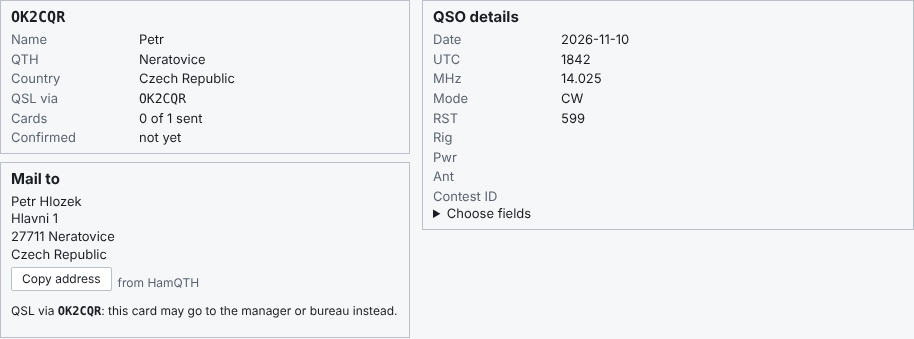 OK2CQR
Name Petr
QTH Neratovice
Country Czech Republic
QSL via OK2CQR
Cards 0 of 1 sent
Confirmed not yet
Mail to
Petr Hlozek
Hlavni 1
27711 Neratovice
Czech Republic
Copy address from HamQTH
QSL via OK2CQR: this card may go to the manager or bureau instead.
QSO details
Date 2026-11-10
UTC 1842
MHz 14.025
Mode CW
RST 599
Rig
Pwr
Ant
Contest ID
▶ Choose fields